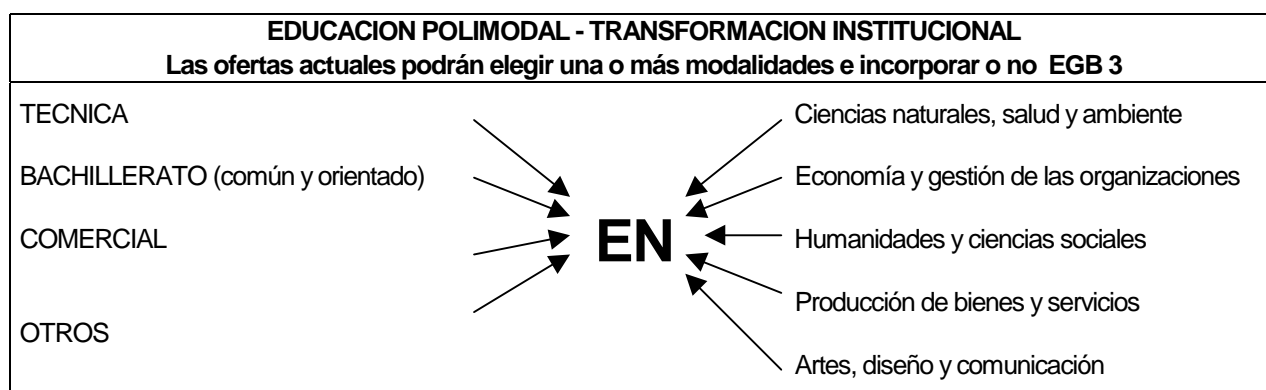 EDUCACION POLIMODAL - TRANSFORMACION INSTITUCIONAL
Las ofertas actuales podrán elegir una o más modalidades e incorporar o no EGB 3
TECNICA
BACHILLERATO (común y orientado)
COMERCIAL
OTROS
EN
Ciencias naturales, salud y ambiente
Economía y gestión de las organizaciones
Humanidades y ciencias sociales
Producción de bienes y servicios
Artes, diseño y comunicación